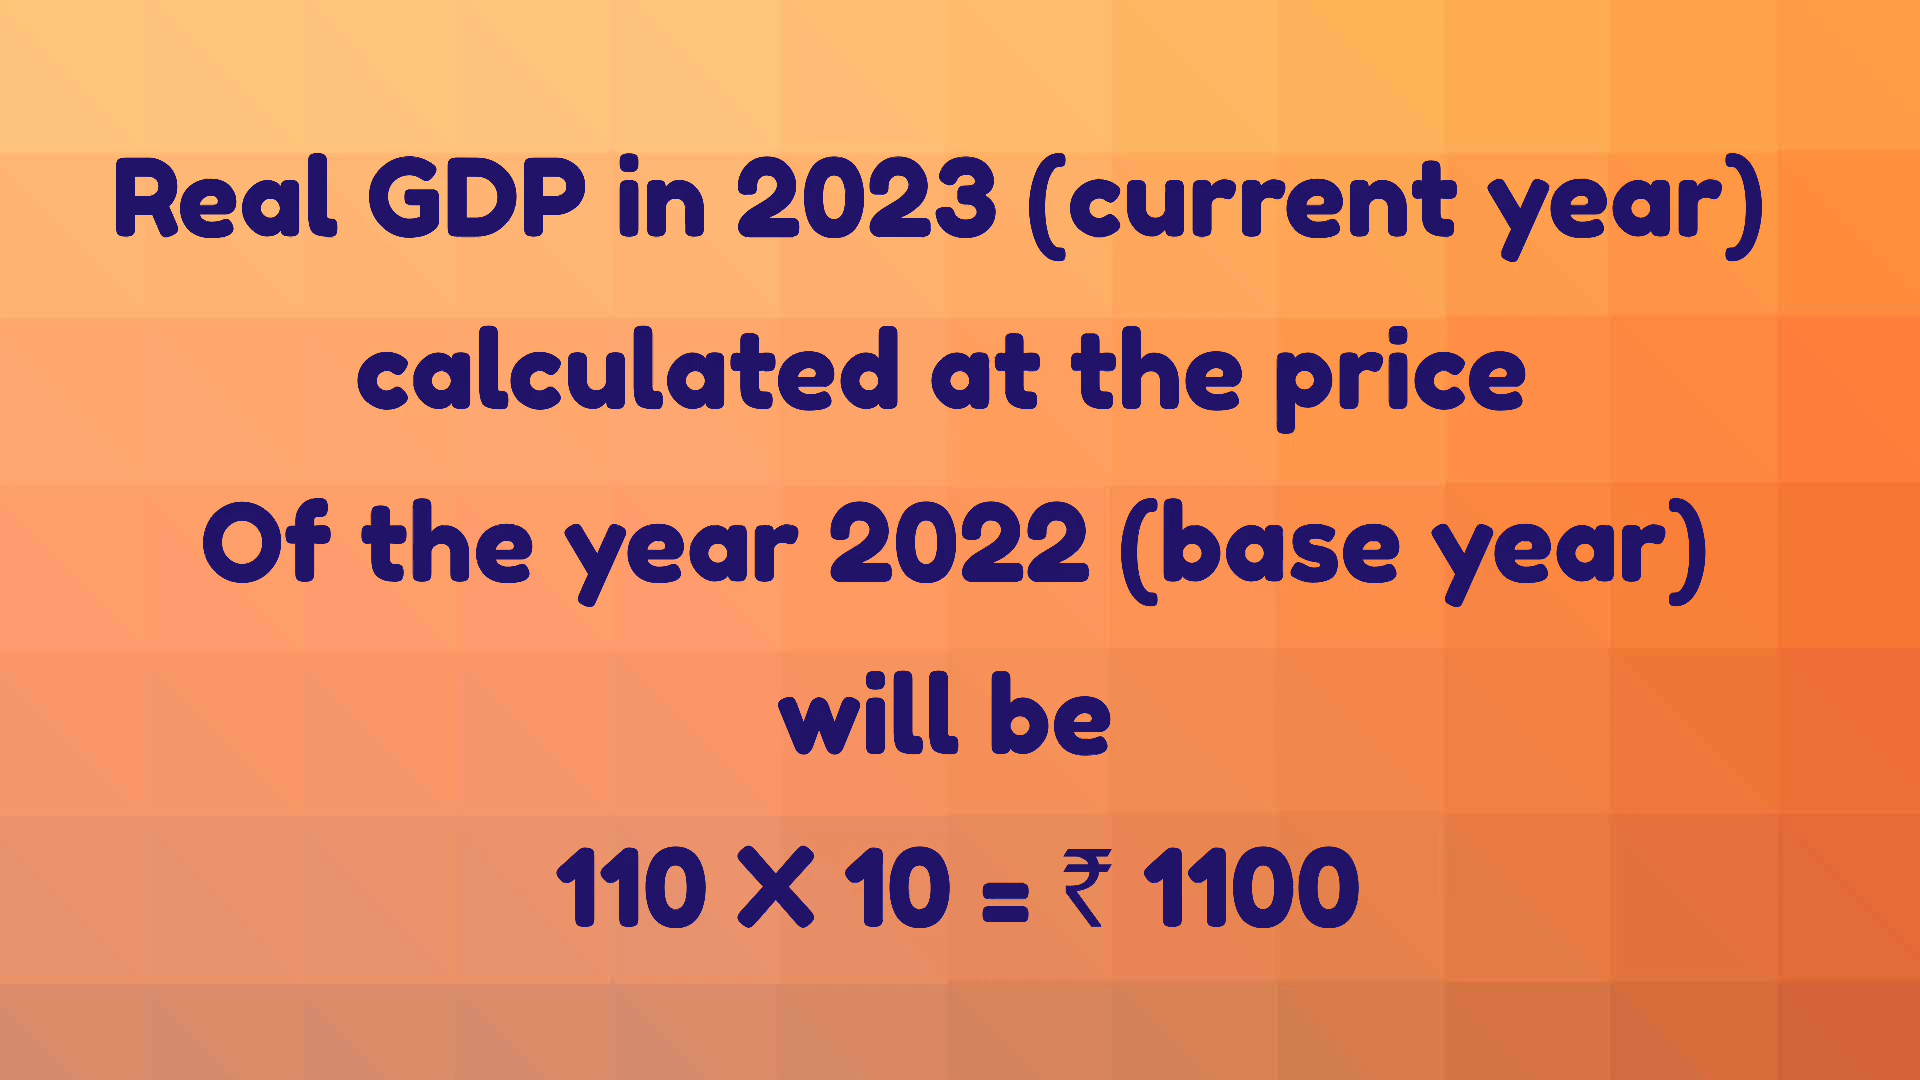 Real GDP in 2023 (current year)
calculated at the price
Of the year 2022 (base year)
will be
110 X 10 = ₹ 1100